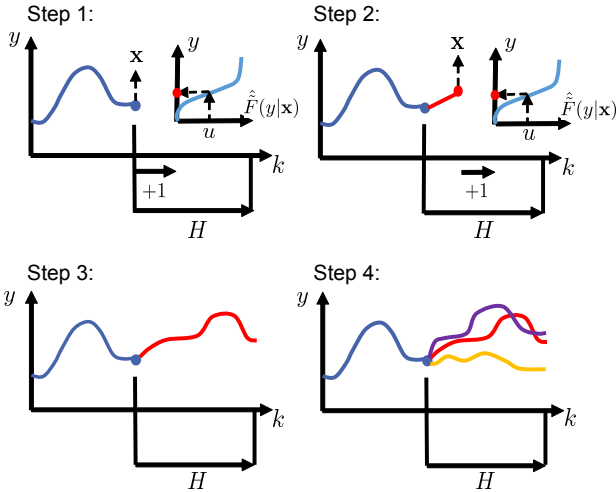 Step 1:
y
x
y
F̂̃(y|x)
u
k
+1
H
Step 2:
y
x
y
F̂̃(y|x)
u
k
+1
H
Step 3:
y
k
H
Step 4:
y
k
H